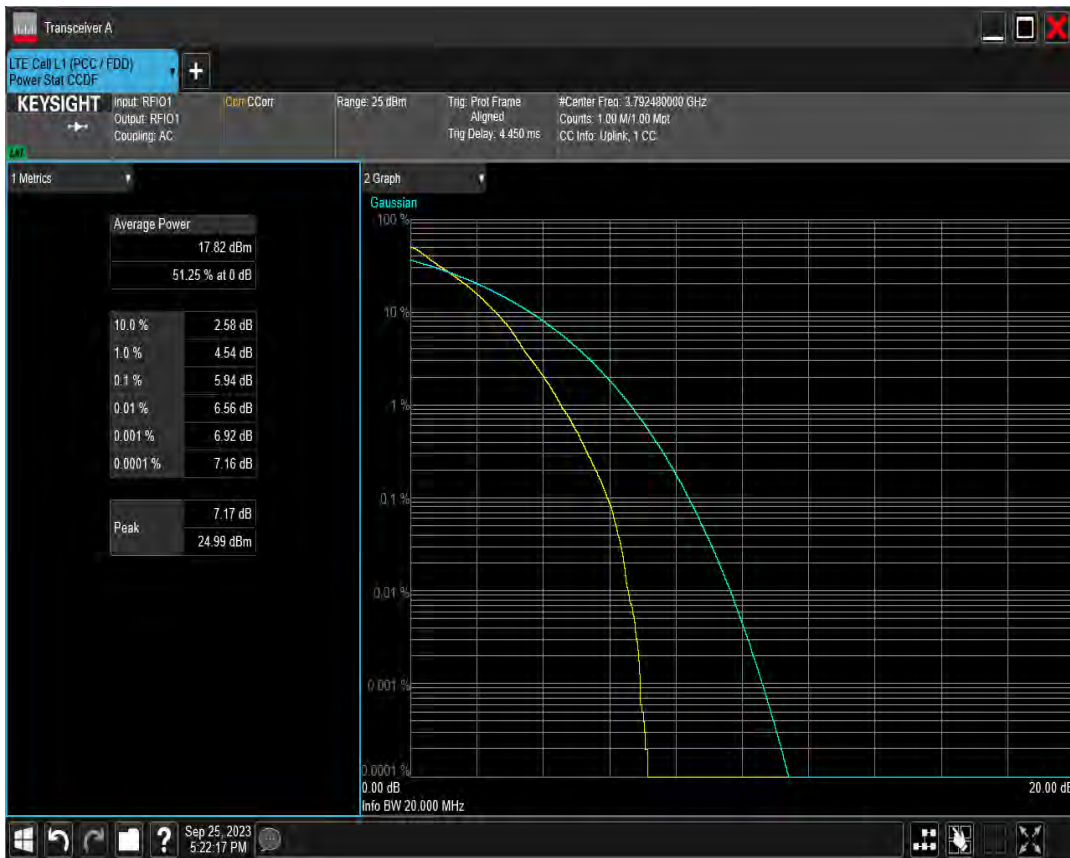 Transceiver A
LTE Cell L1 (PCC / FDD)
Power Stat CCDF
+
KEYSIGHT
LXI
Input: RFIO1
Output: RFIO1
Coupling: AC
Corr CCorr
Range: 25 dBm
Trig: Prot Frame
Aligned
Trig Delay: 4.450 ms
#Center Freq: 3.792480000 GHz
Counts: 1.00 M/1.00 Mpt
CC Info: Uplink, 1 CC
1 Metrics
Average Power
17.82 dBm
51.25 % at 0 dB
10.0 % 2.58 dB
1.0 % 4.54 dB
0.1 % 5.94 dB
0.01 % 6.56 dB
0.001 % 6.92 dB
0.0001 % 7.16 dB
Peak
7.17 dB
24.99 dBm
2 Graph
Gaussian
100 %
10 %
1 %
0.1 %
0.01 %
0.001 %
0.0001 %
0.00 dB
20.00 dB
Info BW 20.000 MHz
?
Sep 25, 2023
5:22:17 PM